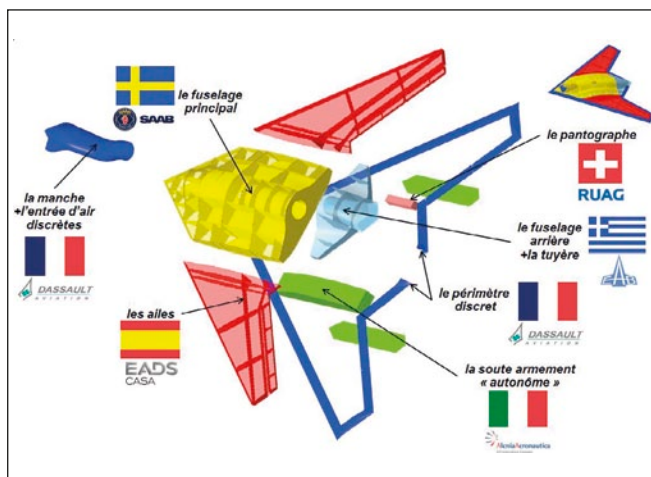 le fuselage
principal
SAAB
la manche
+l'entrée d'air
discrètes
DASSAULT
AVIATION
les ailes
EADS
CASA
le pantographe
RUAG
le fuselage
arrière
+la tuyère
le périmètre
discret
DASSAULT
AVIATION
la soute armement
« autonôme »
AleniaAeronautica